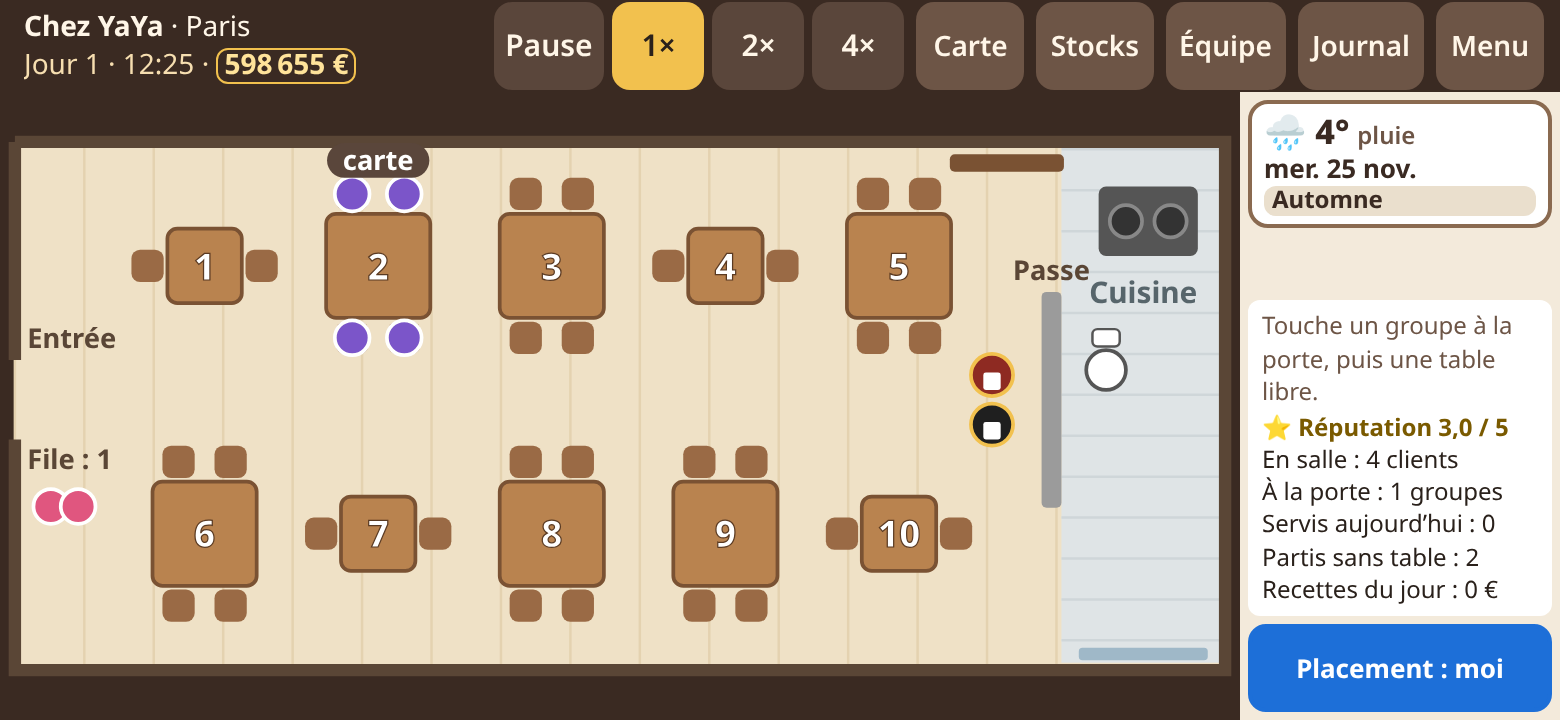 Chez YaYa · Paris
Jour 1 · 12:25 · 598 655 €
Pause
1×
2×
4×
Carte
Stocks
Équipe
Journal
Menu
carte
1
2
3
4
5
Passe
Cuisine
Entrée
File : 1
6
7
8
9
10
4° pluie
mer. 25 nov.
Automne
Touche un groupe à la
porte, puis une table
libre.
Réputation 3,0 / 5
En salle : 4 clients
À la porte : 1 groupes
Servis aujourd’hui : 0
Partis sans table : 2
Recettes du jour : 0 €
Placement : moi